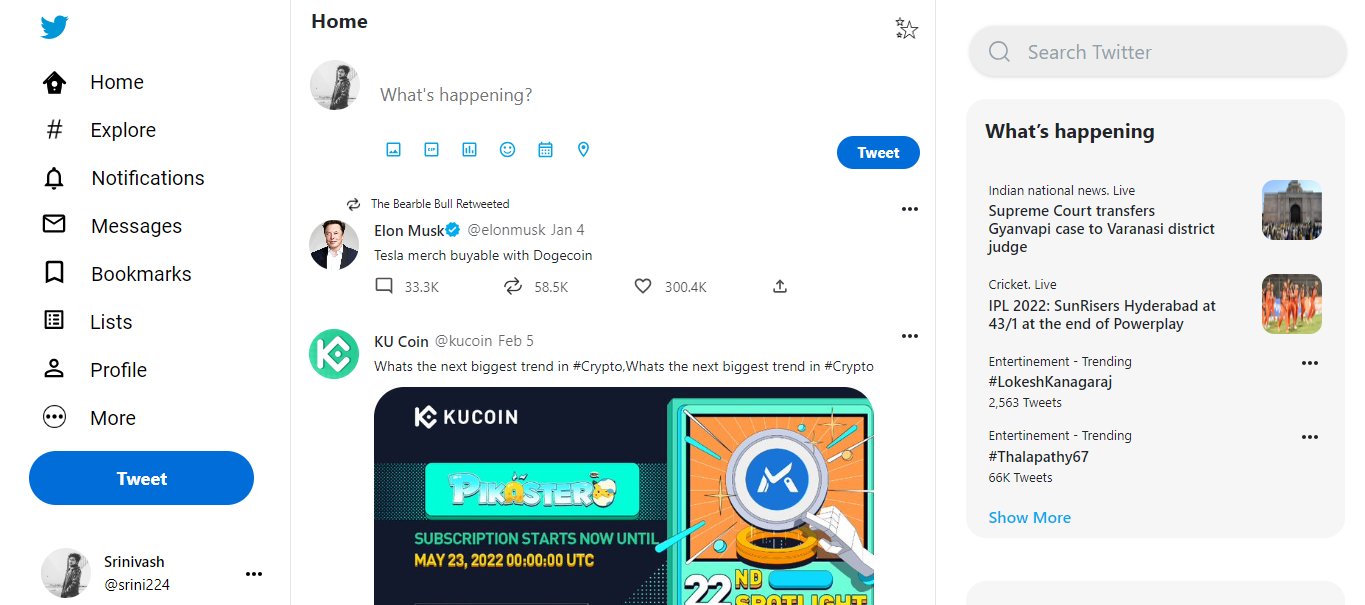 Home
Explore
Notifications
Messages
Bookmarks
Lists
Profile
More
Tweet
Srinivash
@srini224
Home
What's happening?
GIF
Tweet
The Bearble Bull Retweeted
Elon Musk @elonmusk Jan 4
Tesla merch buyable with Dogecoin
33.3K 58.5K 300.4K
KU Coin @kucoin Feb 5
Whats the next biggest trend in #Crypto,Whats the next biggest trend in #Crypto
KUCOIN
PIKASTER
SUBSCRIPTION STARTS NOW UNTIL
MAY 23, 2022 00:00:00 UTC
22ND
SPOTLIGHT
Search Twitter
What's happening
Indian national news. Live
Supreme Court transfers
Gyanvapi case to Varanasi district
judge
Cricket. Live
IPL 2022: SunRisers Hyderabad at
43/1 at the end of Powerplay
Entertinement - Trending
#LokeshKanagaraj
2,563 Tweets
Entertinement - Trending
#Thalapathy67
66K Tweets
Show More